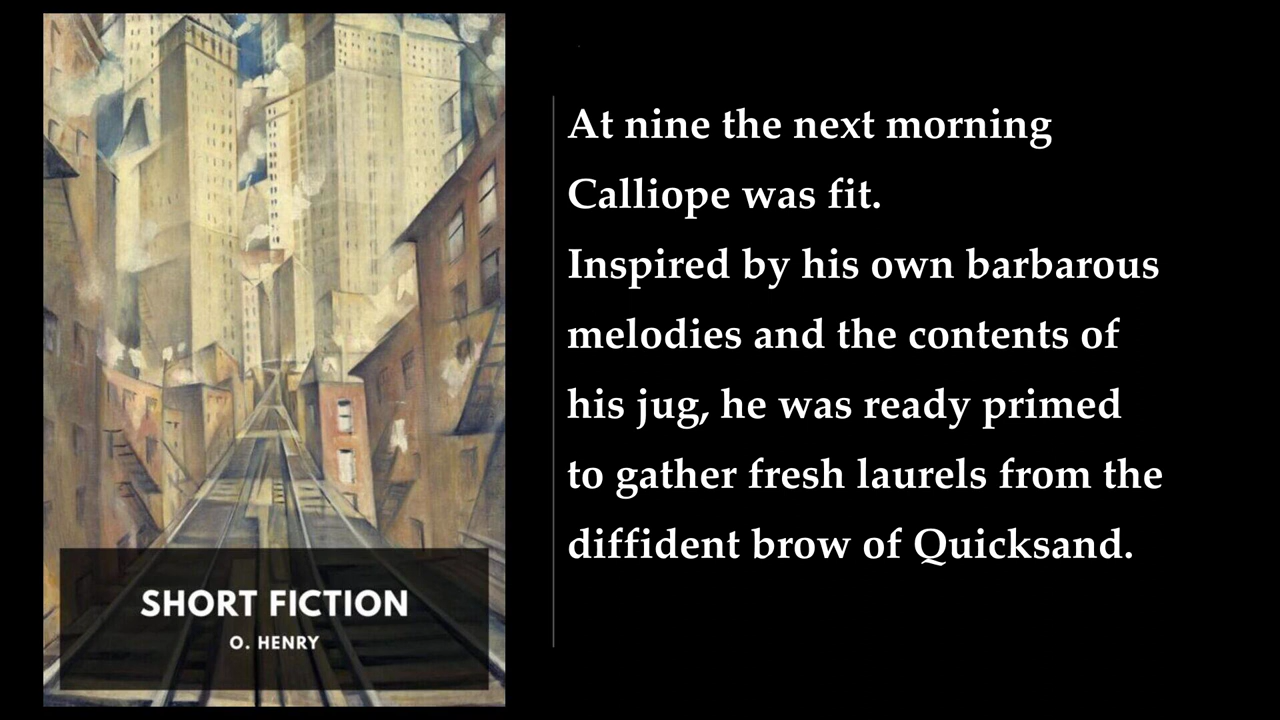 At nine the next morning
Calliope was fit.
Inspired by his own barbarous
melodies and the contents of
his jug, he was ready primed
to gather fresh laurels from the
diffident brow of Quicksand.
SHORT FICTION
O. HENRY